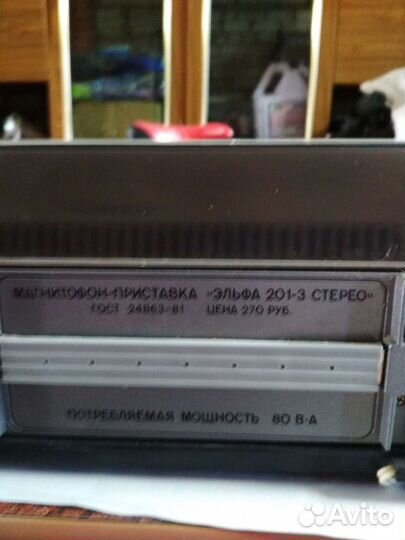 МАГНИТОФОН-ПРИСТАВКА "ЭЛЬФА 201-3 СТЕРЕО"
ГОСТ 24863-81 ЦЕНА 270 РУБ.
ПОТРЕБЛЯЕМАЯ МОЩНОСТЬ 80 В·А
Avito